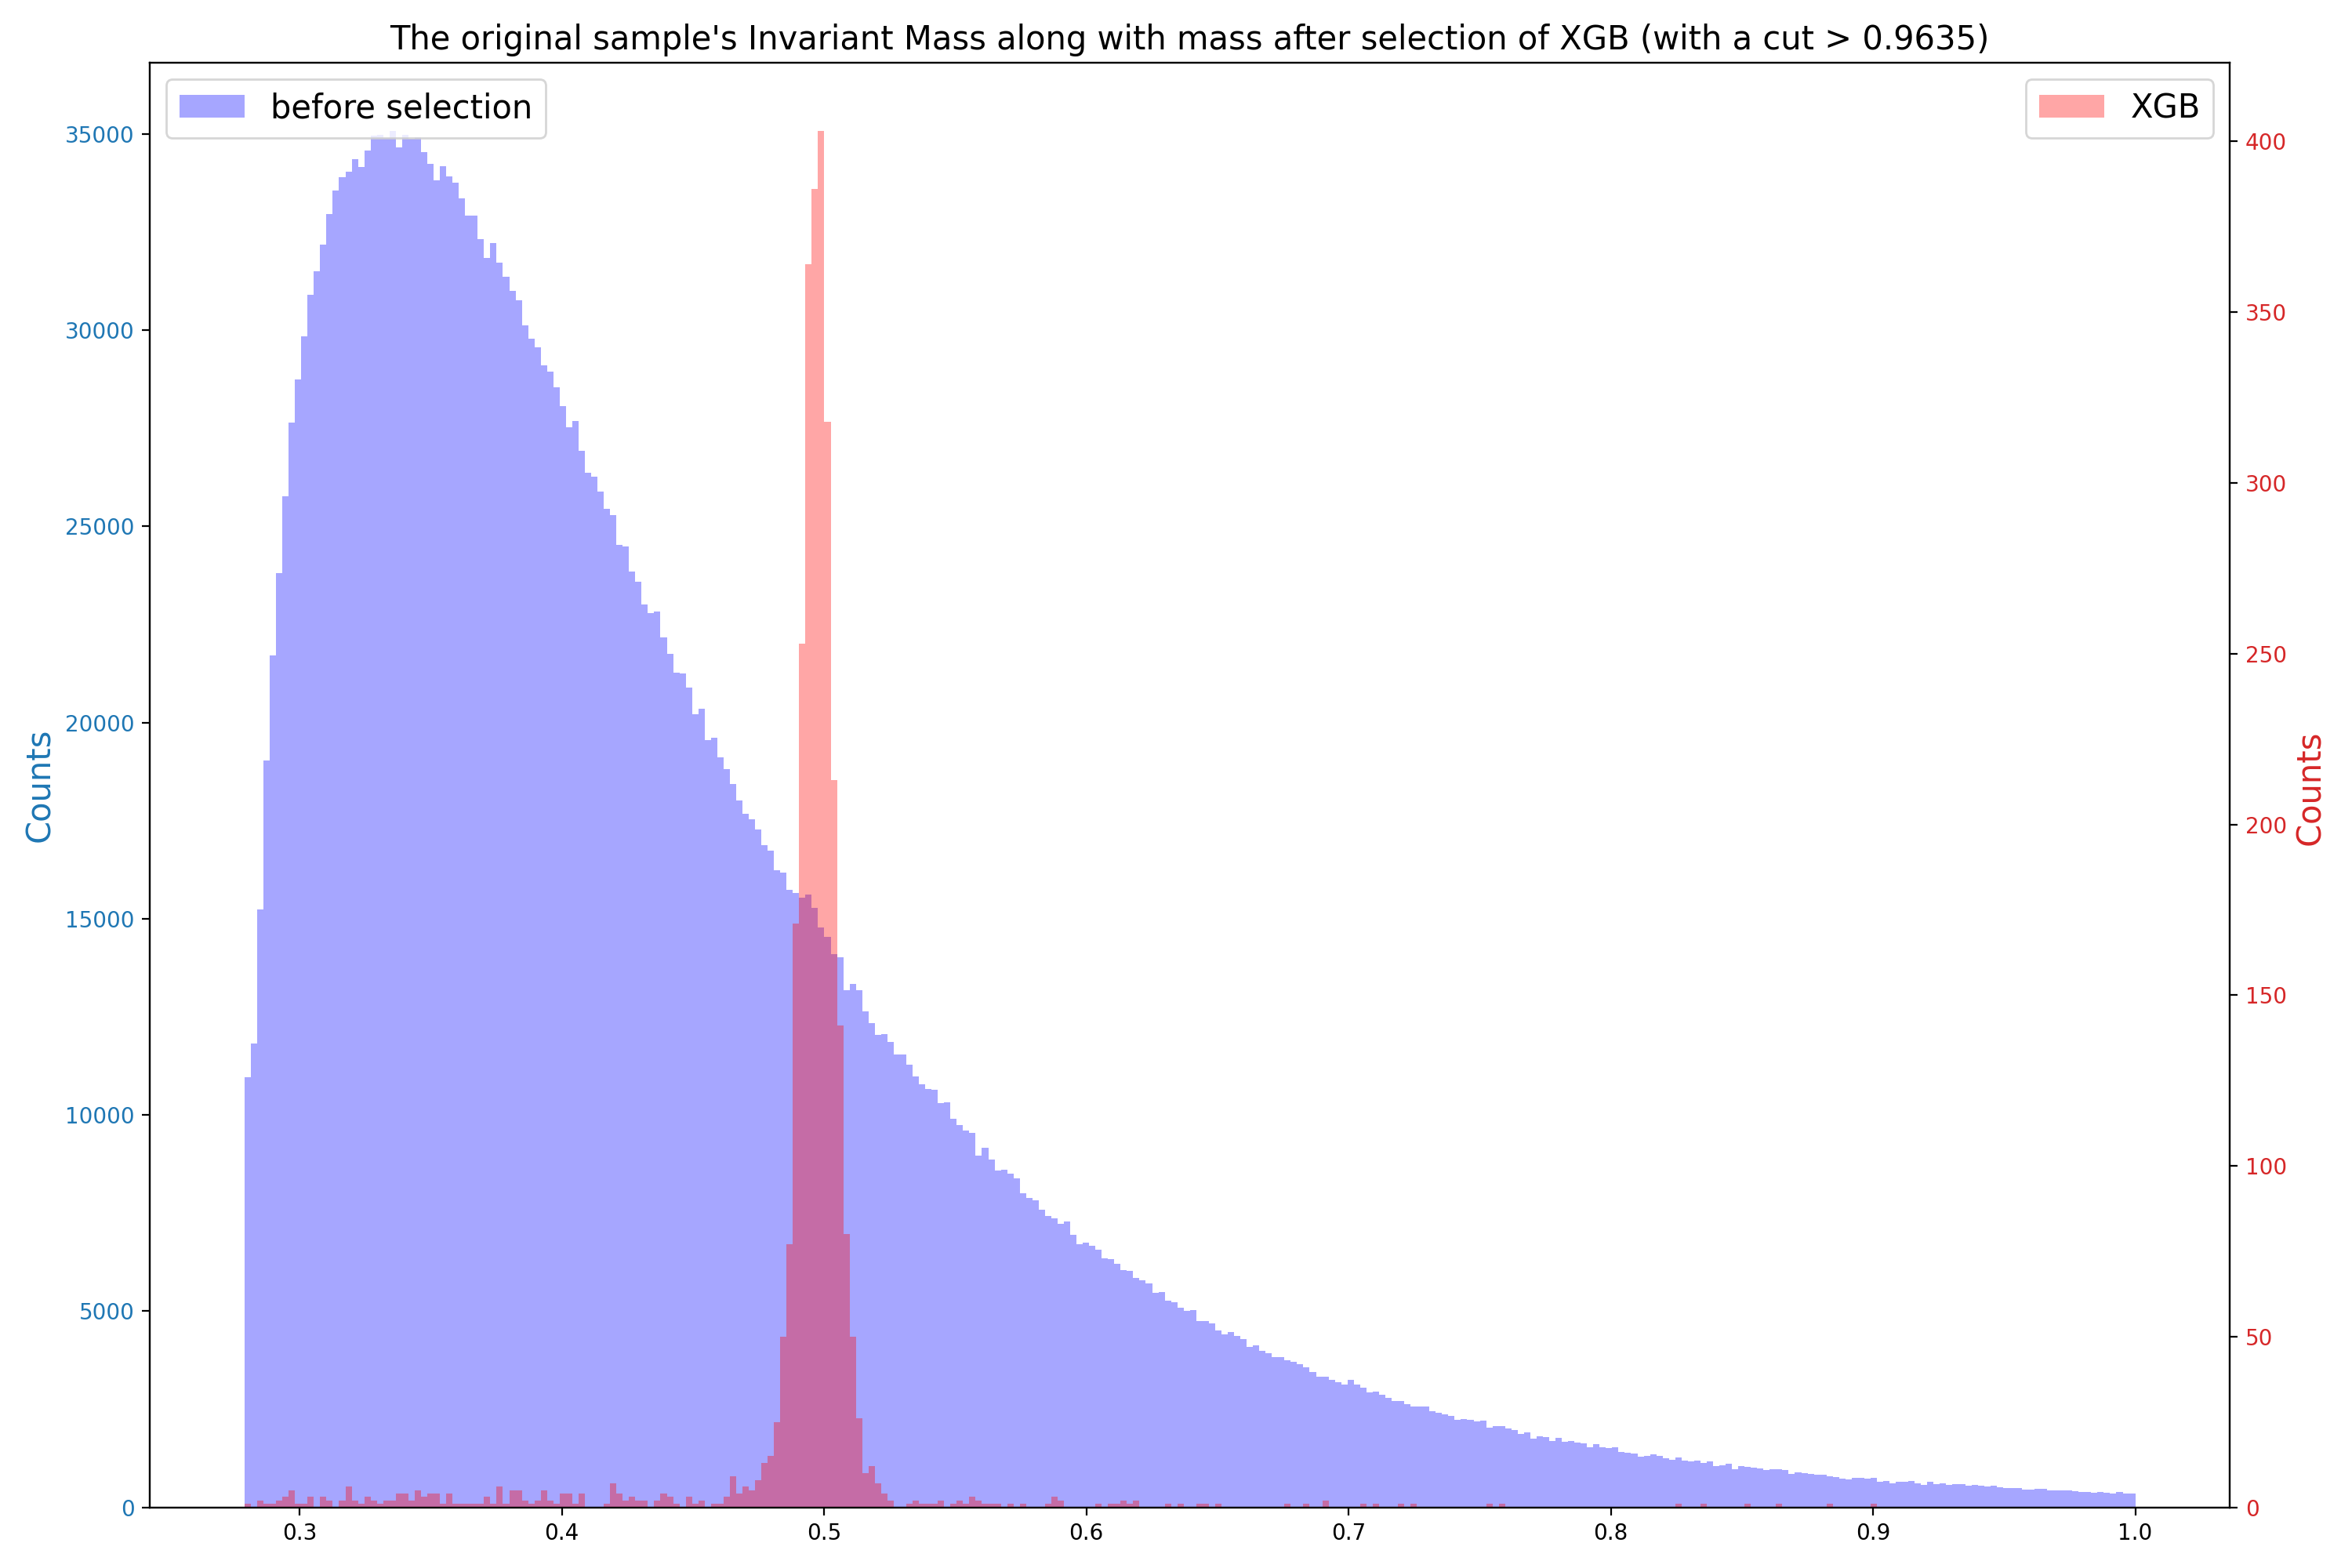 The original sample's Invariant Mass along with mass after selection of XGB (with a cut > 0.9635)
before selection
XGB
Counts
35000
30000
25000
20000
15000
10000
5000
0
Counts
400
350
300
250
200
150
100
50
0
0.3 0.4 0.5 0.6 0.7 0.8 0.9 1.0